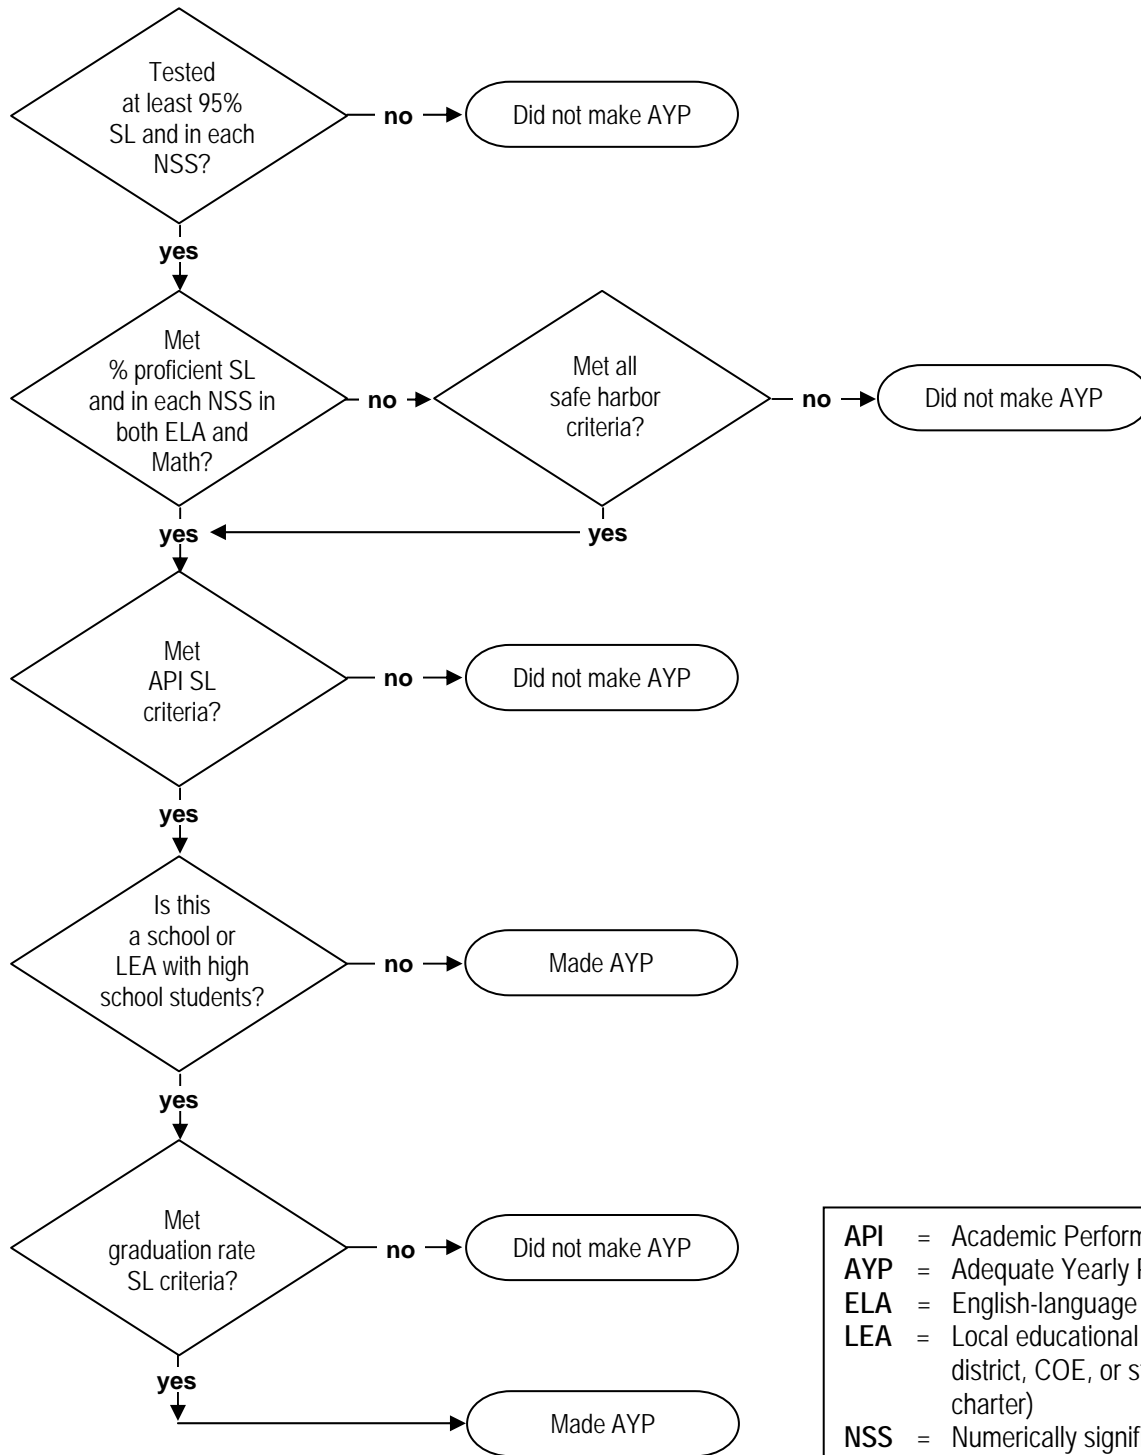 Tested
at least 95%
SL and in each
NSS?
no
Did not make AYP
yes
Met
% proficient SL
and in each NSS in
both ELA and
Math?
no
Met all
safe harbor
criteria?
no
Did not make AYP
yes
yes
Met
API SL
criteria?
no
Did not make AYP
yes
Is this
a school or
LEA with high
school students?
no
Made AYP
yes
Met
graduation rate
SL criteria?
no
Did not make AYP
yes
Made AYP
API = Academic
AYP = Adequate Yearly
ELA = English-language
LEA = Local educational
district, COE, or
charter)
NSS = Numerically